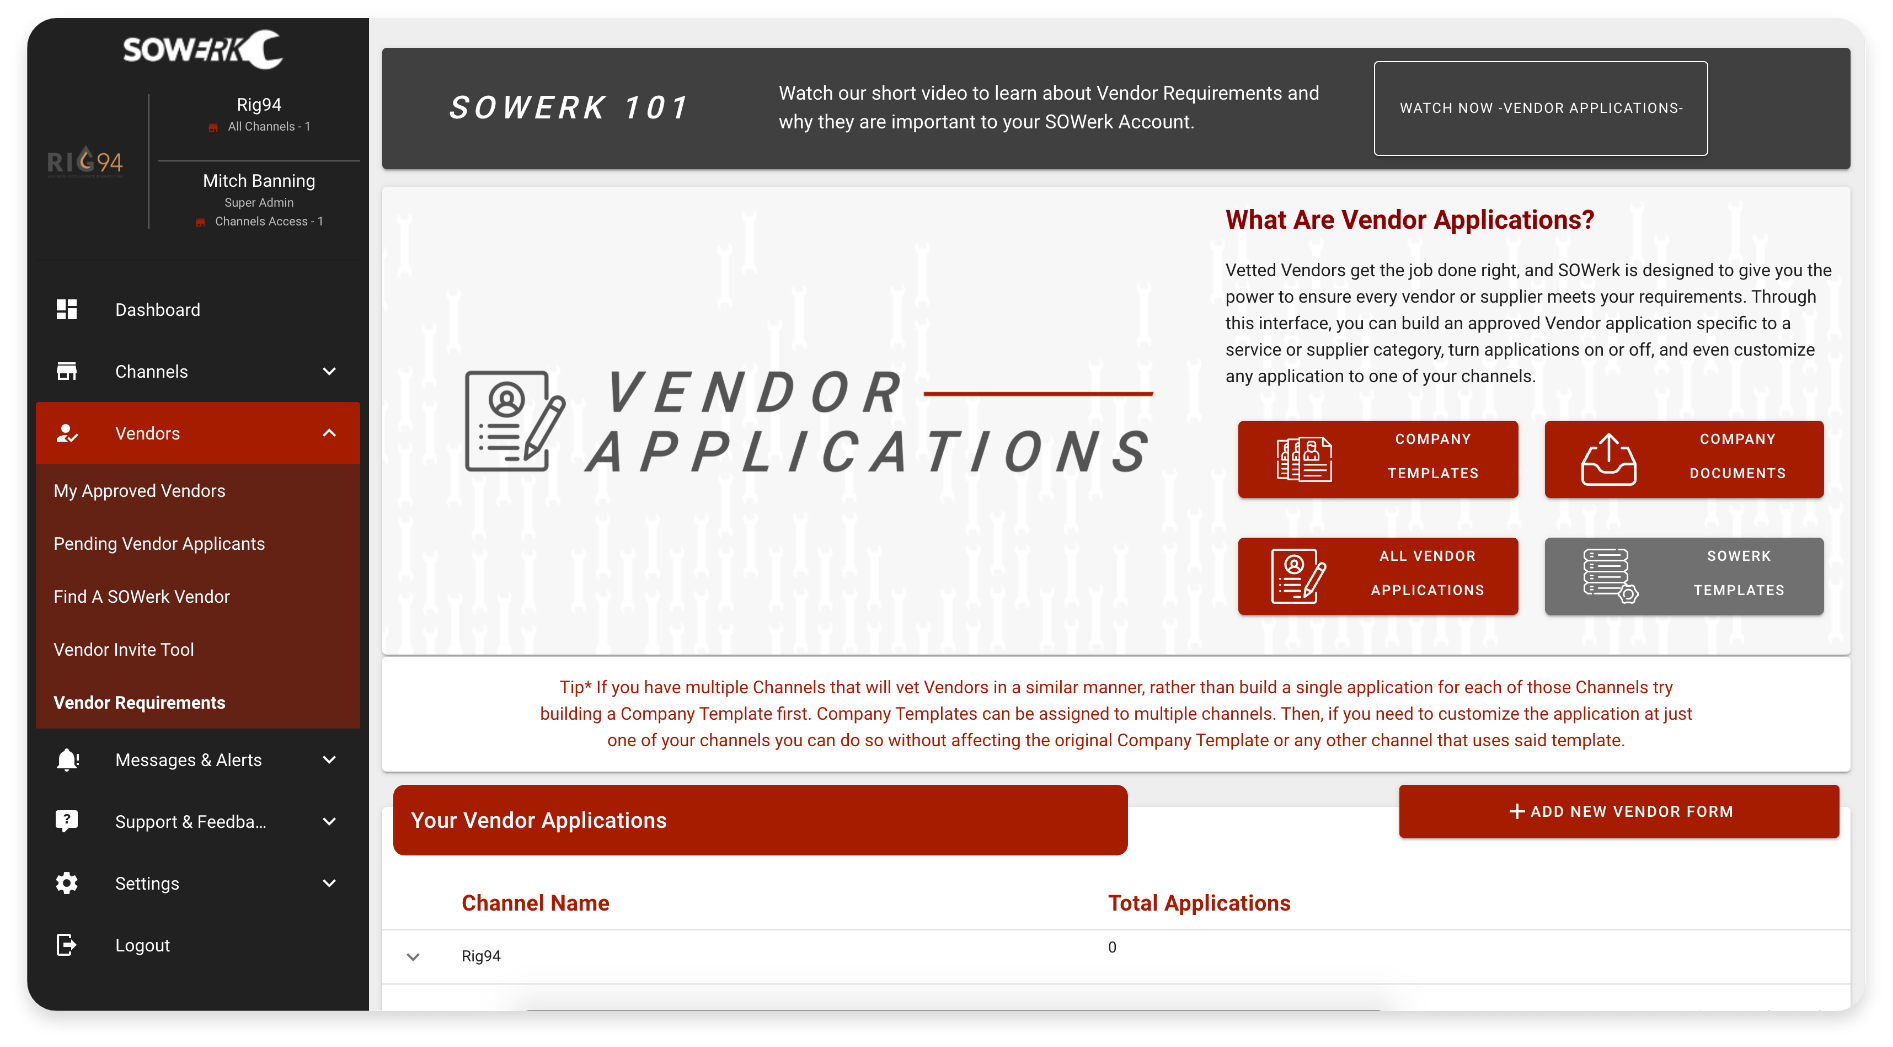 SOWERK
Rig94
All Channels - 1
RIG94
Mitch Banning
Super Admin
Channels Access - 1
Dashboard
Channels
Vendors
My Approved Vendors
Pending Vendor Applicants
Find A SOWerk Vendor
Vendor Invite Tool
Vendor Requirements
Messages & Alerts
Support & Feedba...
Settings
Logout
SOWERK 101
Watch our short video to learn about Vendor Requirements and
why they are important to your SOWerk Account.
WATCH NOW -VENDOR APPLICATIONS-
VENDOR
APPLICATIONS
What Are Vendor Applications?
Vetted Vendors get the job done right, and SOWerk is designed to give you the
power to ensure every vendor or supplier meets your requirements. Through
this interface, you can build an approved Vendor application specific to a
service or supplier category, turn applications on or off, and even customize
any application to one of your channels.
COMPANY
TEMPLATES
COMPANY
DOCUMENTS
ALL VENDOR
APPLICATIONS
SOWERK
TEMPLATES
Tip* If you have multiple Channels that will vet Vendors in a similar manner, rather than build a single application for each of those Channels try
building a Company Template first. Company Templates can be assigned to multiple channels. Then, if you need to customize the application at just
one of your channels you can do so without affecting the original Company Template or any other channel that uses said template.
Your Vendor Applications
+ ADD NEW VENDOR FORM
Channel Name
Total Applications
Rig94
0